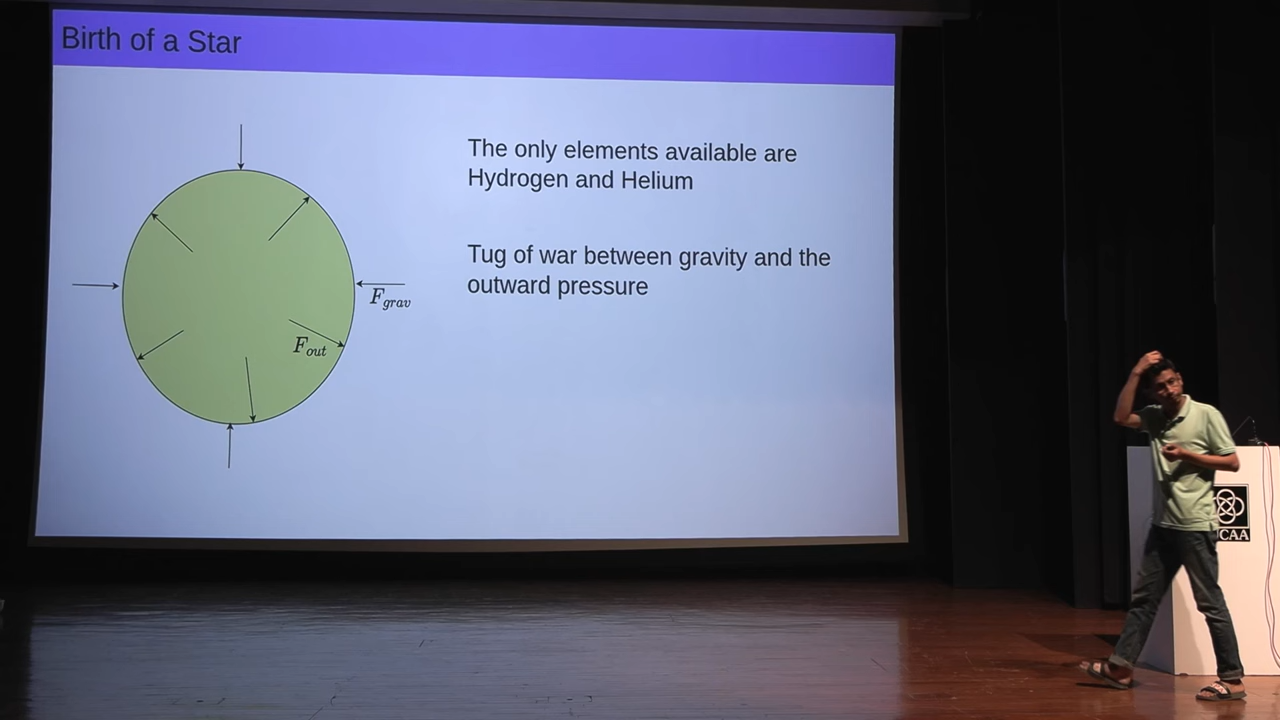 Birth of a Star
The only elements available are
Hydrogen and Helium
Tug of war between gravity and the
outward pressure
F_grav
F_out
CAA